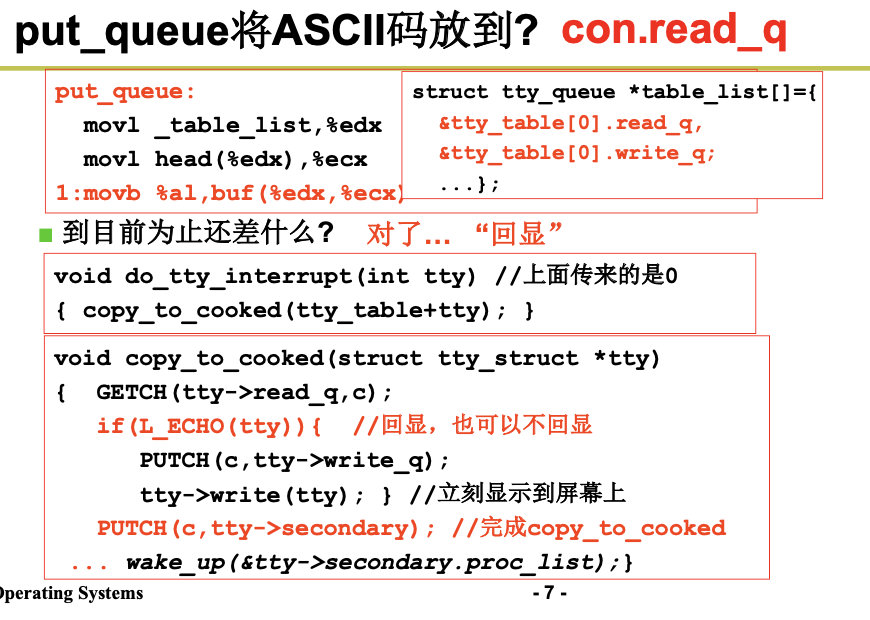 put_queue将ASCII码放到? con.read_q
put_queue:
movl _table_list,%edx
movl head(%edx),%ecx
1:movb %al,buf(%edx,%ecx)
struct tty_queue *table_list[]={
&tty_table[0].read_q,
&tty_table[0].write_q;
...};
到目前为止还差什么? 对了... “回显”
void do_tty_interrupt(int tty) //上面传来的是0
{ copy_to_cooked(tty_table+tty); }
void copy_to_cooked(struct tty_struct *tty)
{ GETCH(tty->read_q,c);
if(L_ECHO(tty)){ //回显，也可以不回显
PUTCH(c,tty->write_q);
tty->write(tty); } //立刻显示到屏幕上
PUTCH(c,tty->secondary); //完成copy_to_cooked
... wake_up(&tty->secondary.proc_list);}
Operating Systems
- 7 -